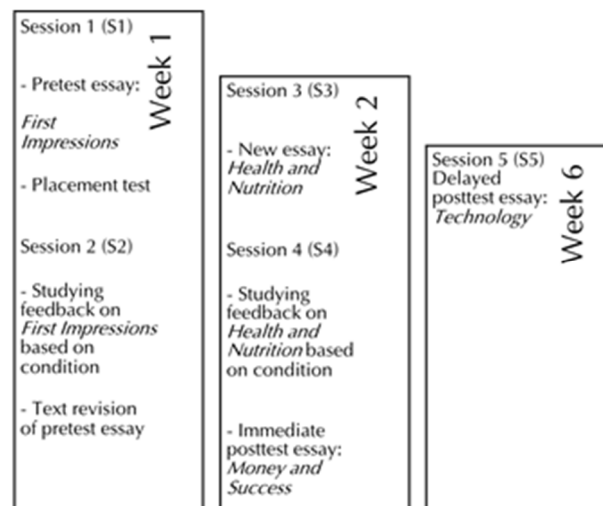 Session 1 (S1)
- Pretest essay:
First
Impressions
- Placement test
Session 2 (S2)
- Studying
feedback on
First Impressions
based on
condition
- Text revision
of pretest essay
Week 1
Session 3 (S3)
- New essay:
Health and
Nutrition
Session 4 (S4)
- Studying
feedback on
Health and
Nutrition based
on condition
- Immediate
posttest essay:
Money and
Success
Week 2
Session 5 (S5)
Delayed
posttest essay:
Technology
Week 6